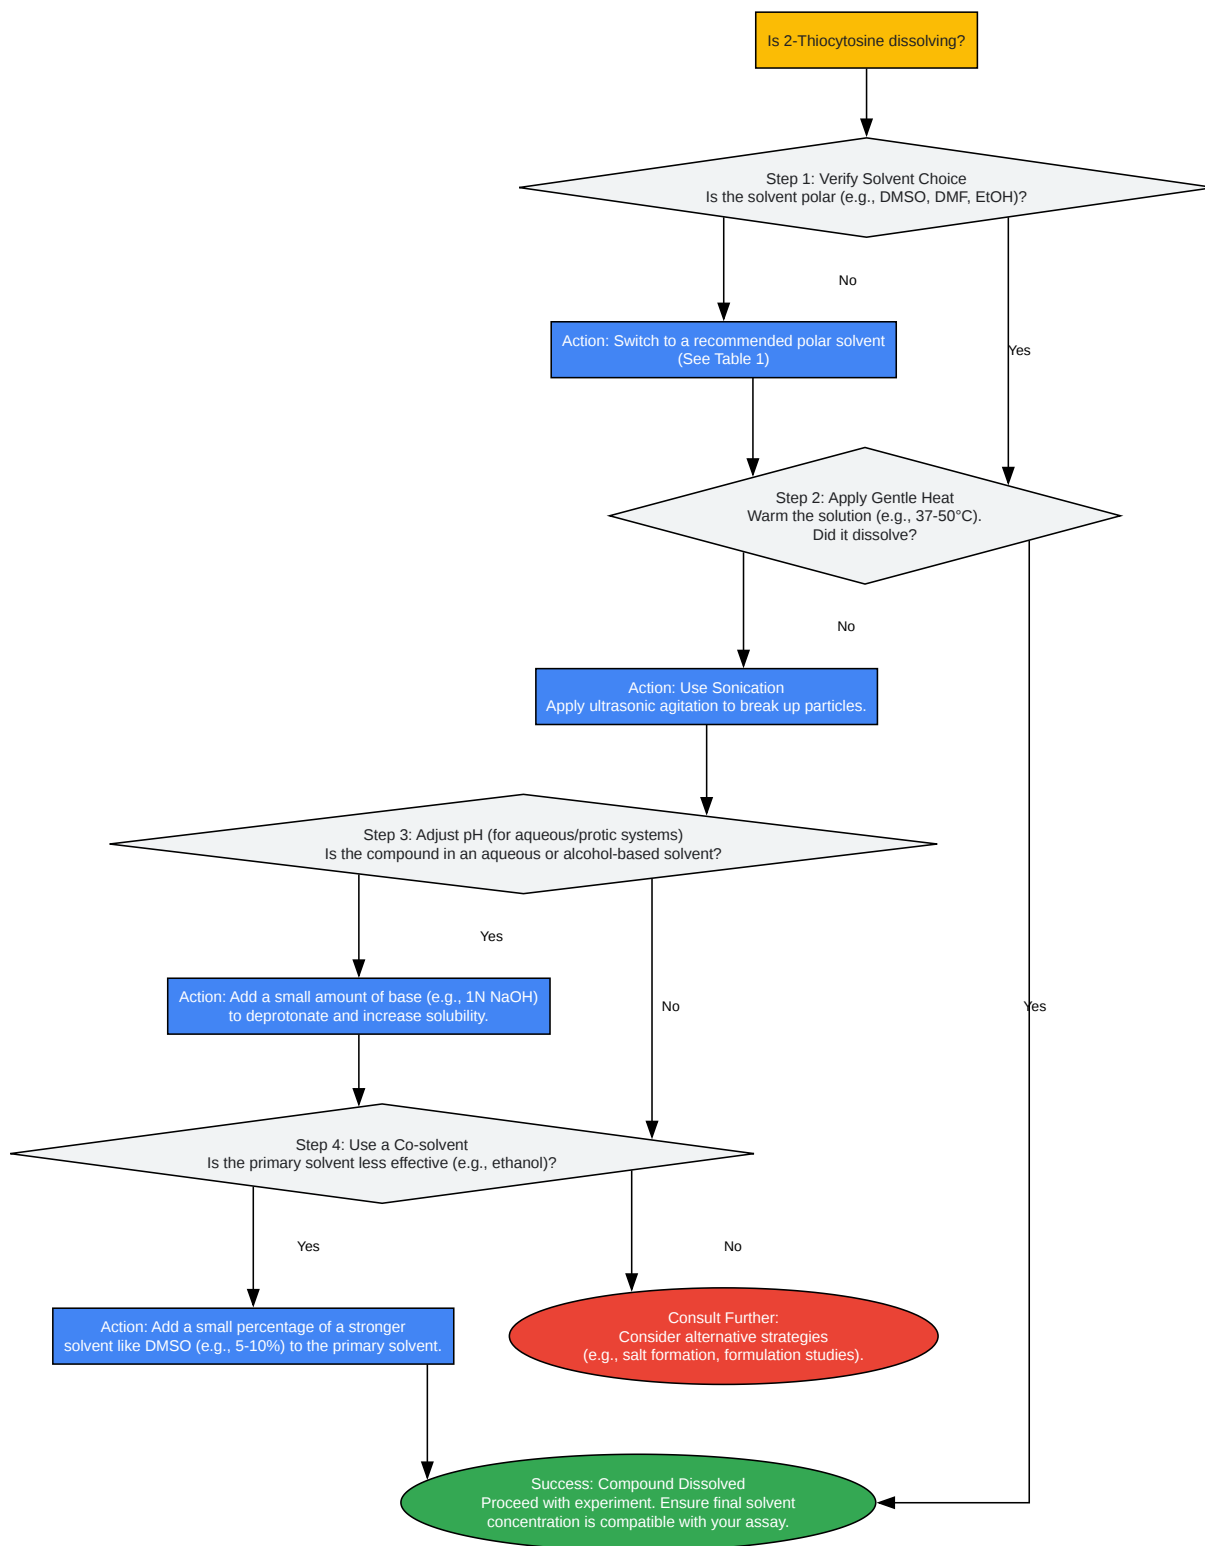 Is 2-Thiocytosine dissolving?
Step 1: Verify Solvent Choice
Is the solvent polar (e.g., DMSO, DMF, EtOH)?
No
Action: Switch to a recommended polar solvent
(See Table 1)
Yes
Step 2: Apply Gentle Heat
Warm the solution (e.g., 37-50°C).
Did it dissolve?
No
Action: Use Sonication
Apply ultrasonic agitation to break up particles.
Step 3: Adjust pH (for aqueous/protic systems)
Is the compound in an aqueous or alcohol-based solvent?
Yes
Action: Add a small amount of base (e.g., 1N NaOH)
to deprotonate and increase solubility.
No
Yes
Step 4: Use a Co-solvent
Is the primary solvent less effective (e.g., ethanol)?
Yes
No
Action: Add a small percentage of a stronger
solvent like DMSO (e.g., 5-10%) to the primary solvent.
Consult Further:
Consider alternative strategies
(e.g., salt formation, formulation studies).
Success: Compound Dissolved
Proceed with experiment. Ensure final solvent
concentration is compatible with your assay.